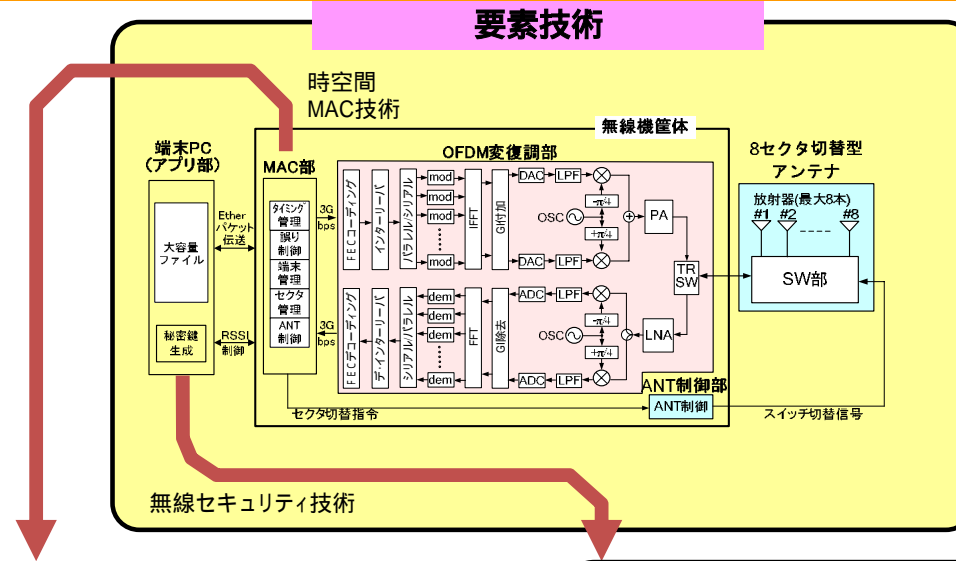 要素技術
時空間
MAC技術
無線機筐体
端末PC
(アプリ部)
大容量
ファイル
秘密鍵
生成
Ether
パケット
伝送
RSSI
制御
MAC部
タイミング
管理
誤り
制御
端末
管理
セクタ
管理
ANT
制御
3G
bps
3G
bps
OFDM変復調部
FECコーディング
インターリーバ
パラレル/シリアル
mod
mod
mod
mod
IFFT
GI付加
DAC
LPF
DAC
LPF
OSC
-π/4
+π/4
PA
TR
SW
FECデコーディング
デ・インターリーバ
シリアル/パラレル
dem
dem
dem
dem
dem
FFT
GI除去
ADC
LPF
ADC
LPF
OSC
-π/4
+π/4
LNA
ANT制御部
ANT制御
セクタ切替指令
スイッチ切替信号
8セクタ切替型
アンテナ
放射器(最大8本)
#1 #2 #8
SW部
無線セキュリティ技術